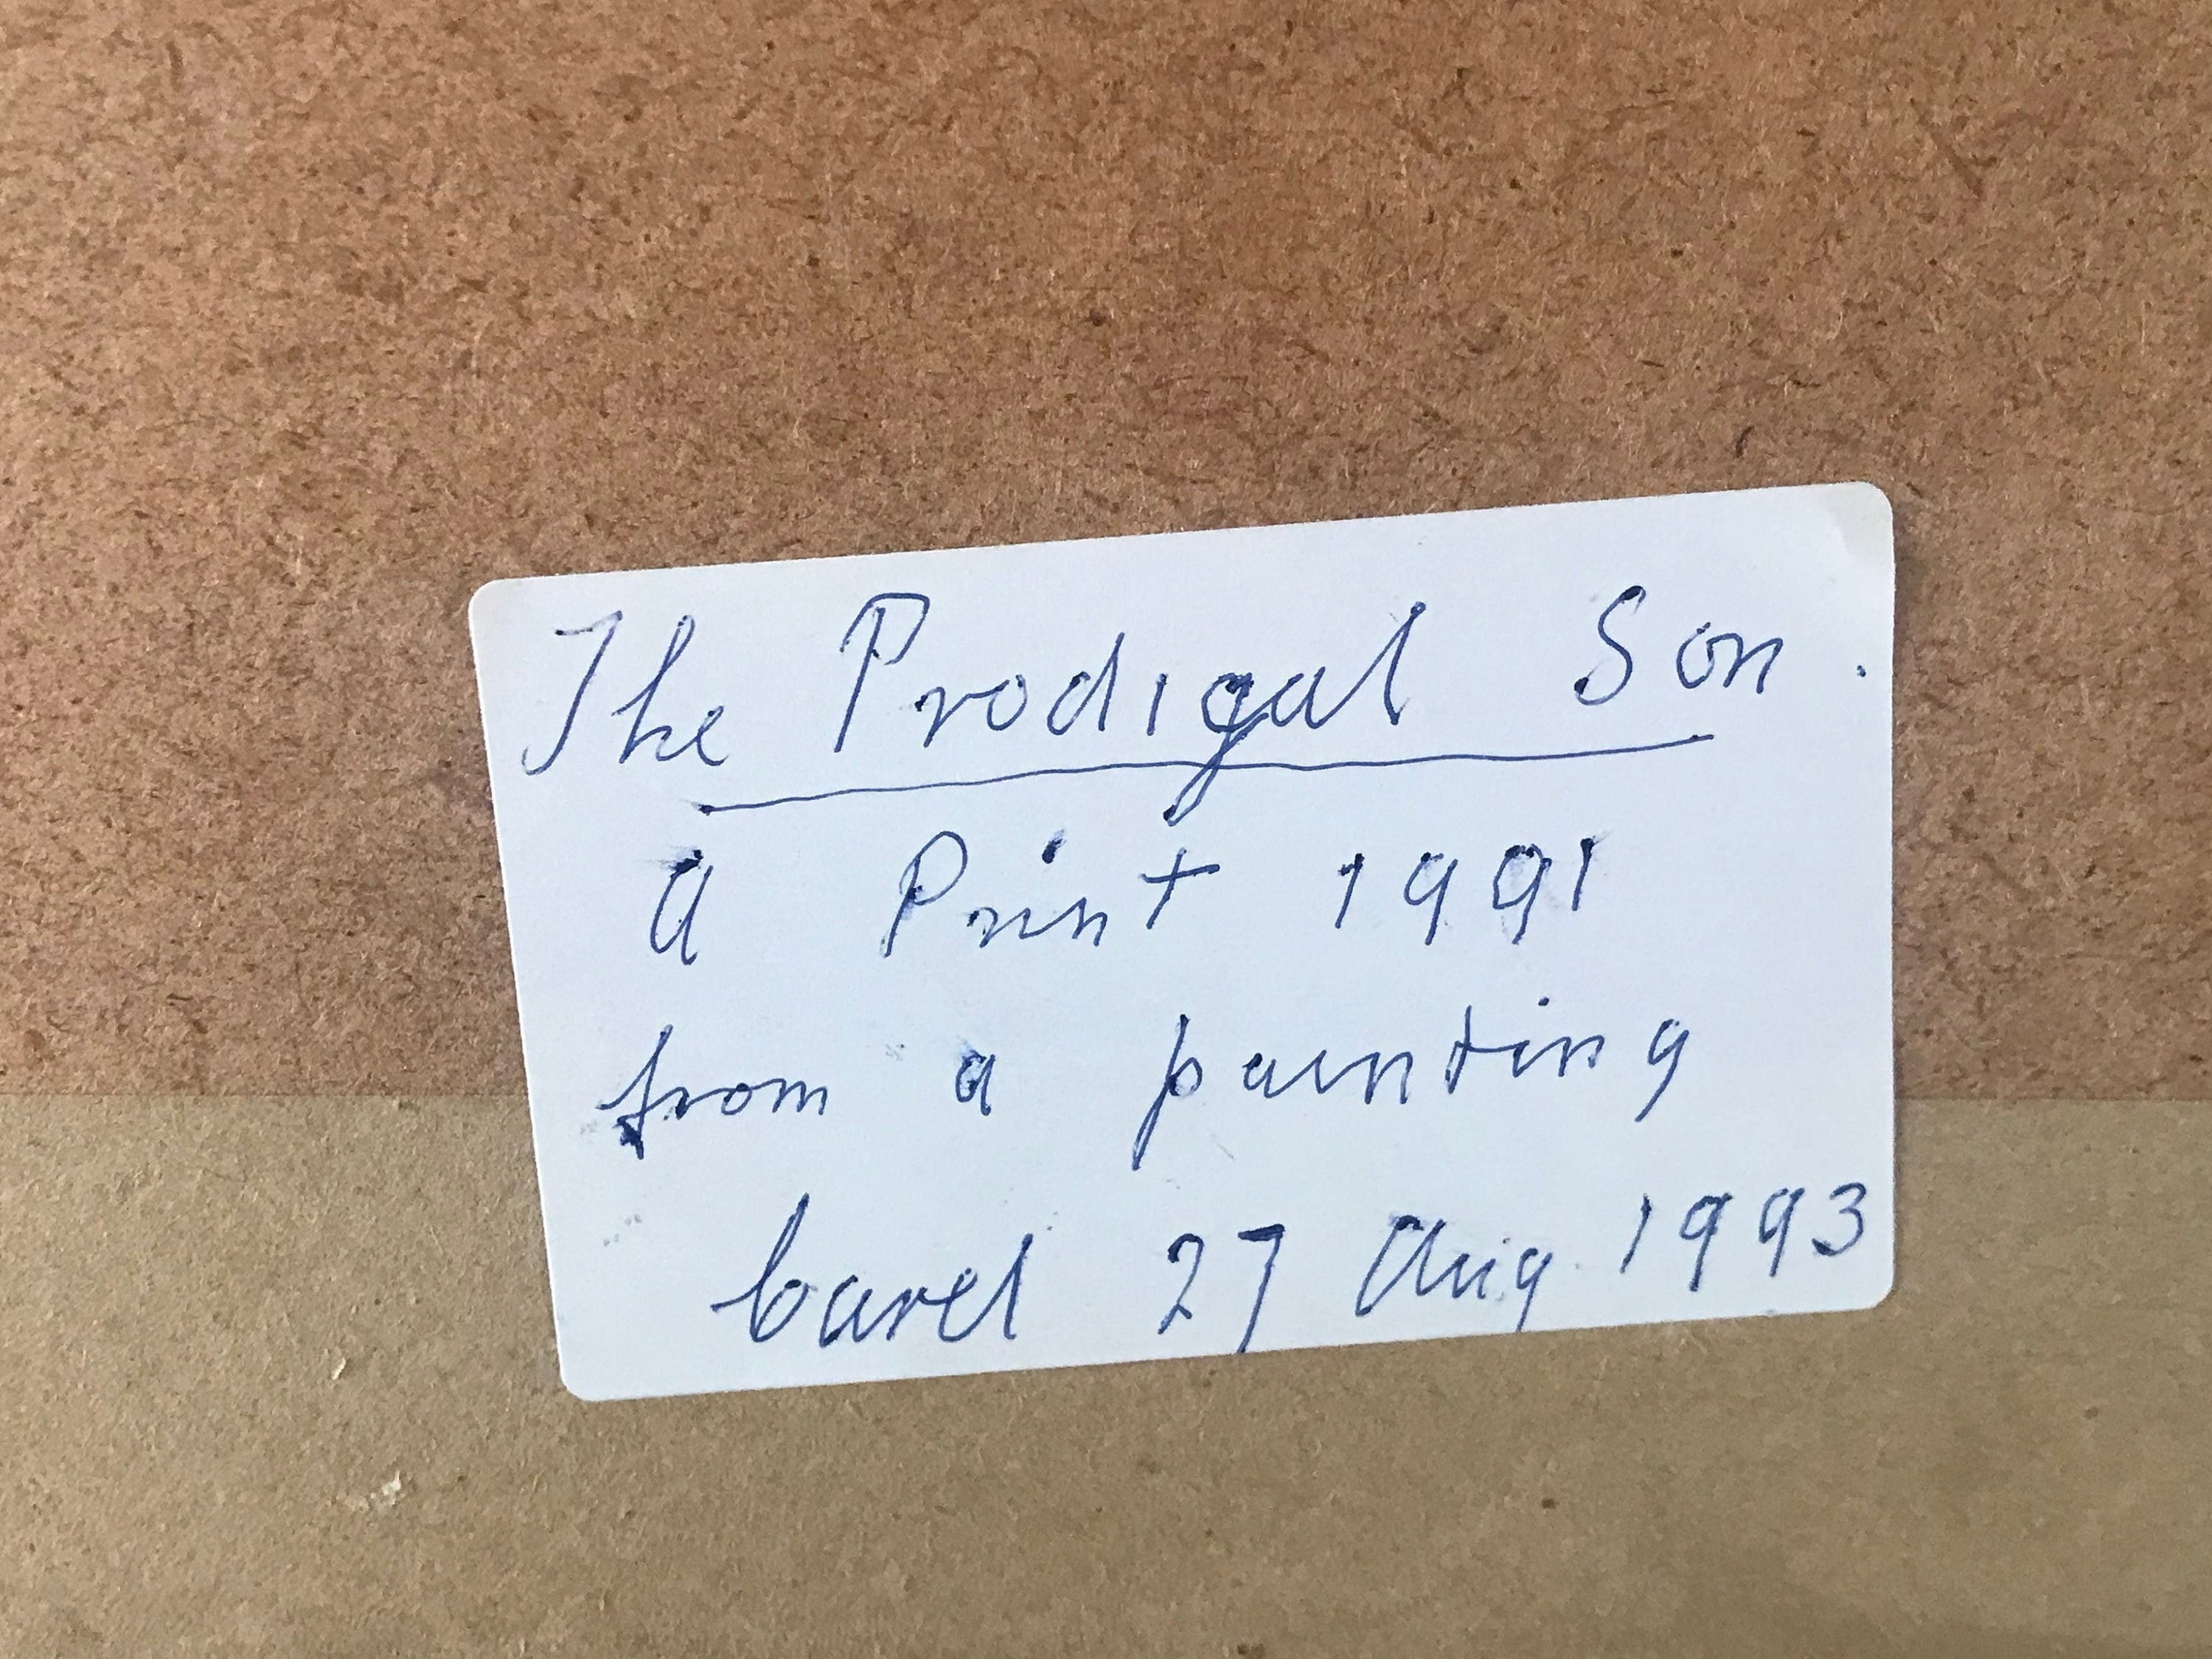 The Prodigal Son.
a Print 1991
from a painting
Carel 27 Aug 1993